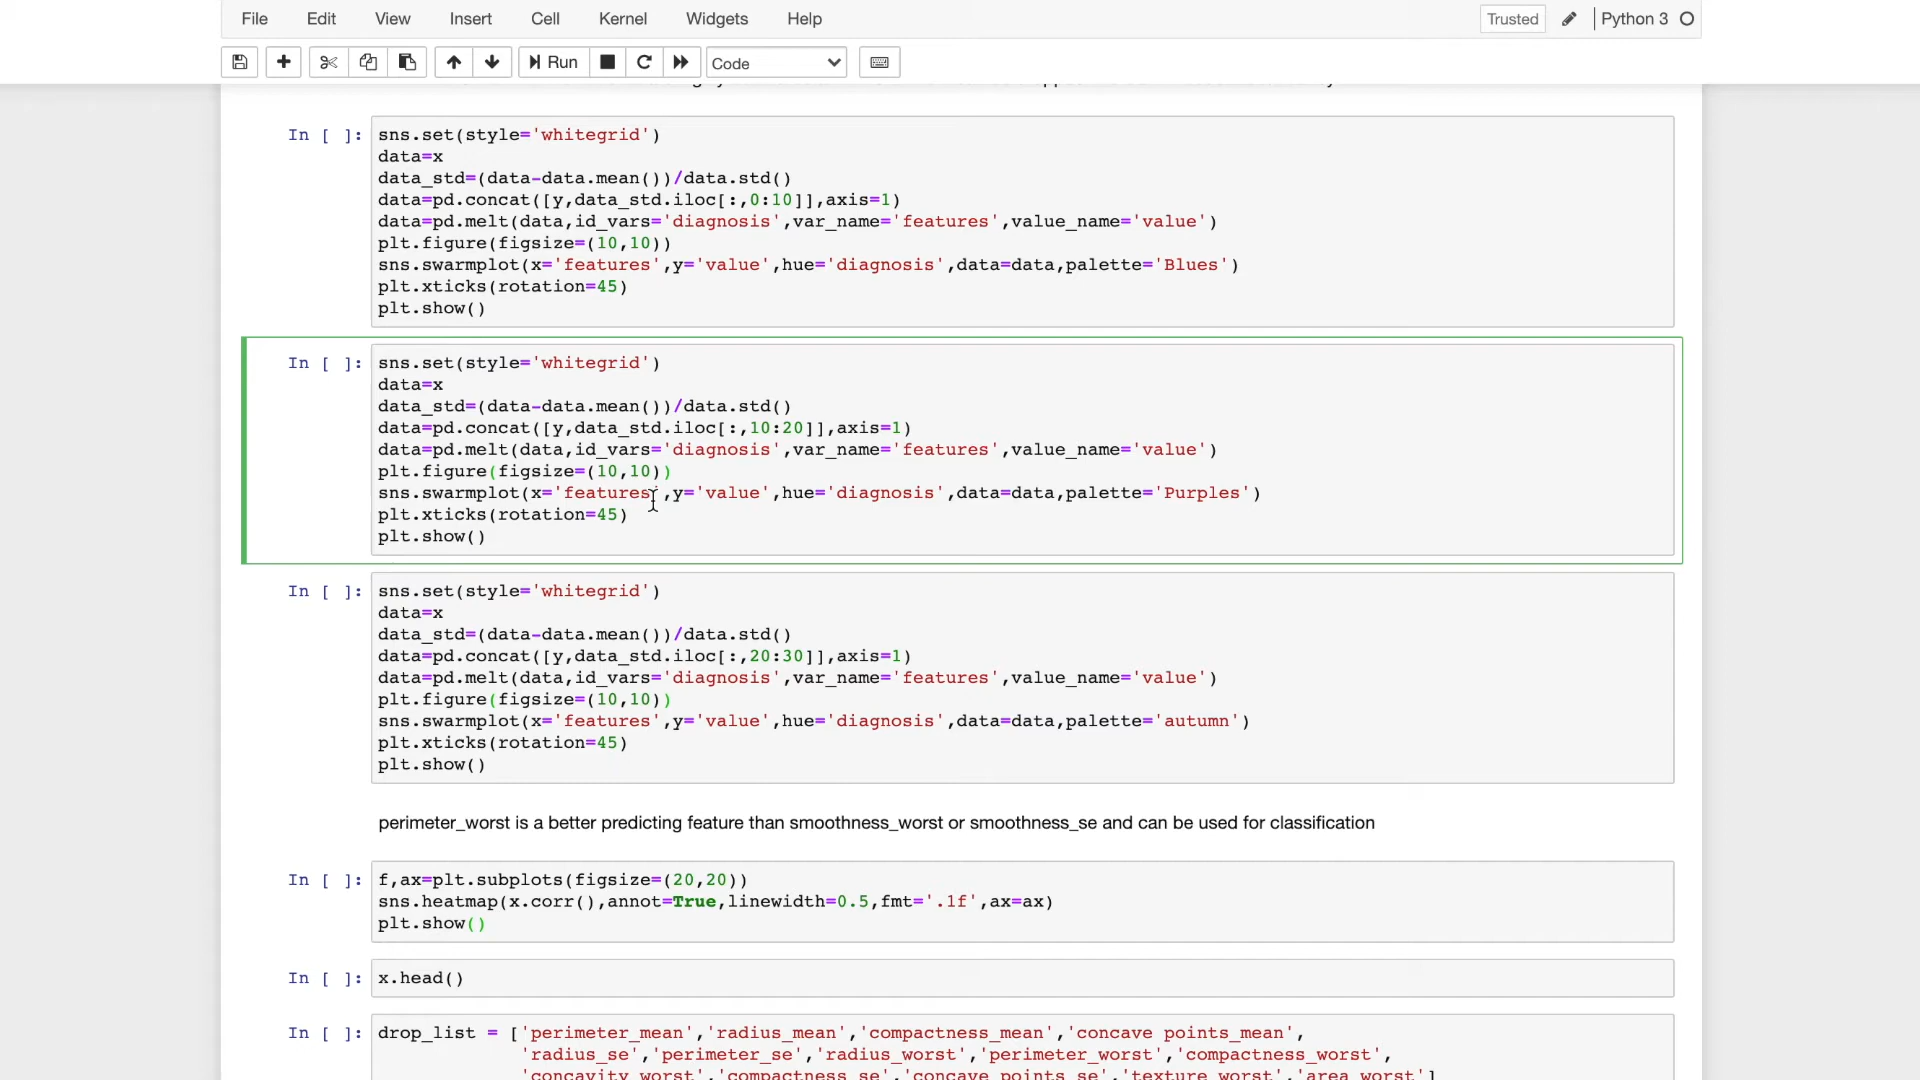 File Edit View Insert Cell Kernel Widgets Help Trusted Python 3
Run Code
In [ ]: sns.set(style='whitegrid')
data=x
data_std=(data-data.mean())/data.std()
data=pd.concat([y,data_std.iloc[:,0:10]],axis=1)
data=pd.melt(data,id_vars='diagnosis',var_name='features',value_name='value')
plt.figure(figsize=(10,10))
sns.swarmplot(x='features',y='value',hue='diagnosis',data=data,palette='Blues')
plt.xticks(rotation=45)
plt.show()
In [ ]: sns.set(style='whitegrid')
data=x
data_std=(data-data.mean())/data.std()
data=pd.concat([y,data_std.iloc[:,10:20]],axis=1)
data=pd.melt(data,id_vars='diagnosis',var_name='features',value_name='value')
plt.figure(figsize=(10,10))
sns.swarmplot(x='features',y='value',hue='diagnosis',data=data,palette='Purples')
plt.xticks(rotation=45)
plt.show()
In [ ]: sns.set(style='whitegrid')
data=x
data_std=(data-data.mean())/data.std()
data=pd.concat([y,data_std.iloc[:,20:30]],axis=1)
data=pd.melt(data,id_vars='diagnosis',var_name='features',value_name='value')
plt.figure(figsize=(10,10))
sns.swarmplot(x='features',y='value',hue='diagnosis',data=data,palette='autumn')
plt.xticks(rotation=45)
plt.show()
perimeter_worst is a better predicting feature than smoothness_worst or smoothness_se and can be used for classification
In [ ]: f,ax=plt.subplots(figsize=(20,20))
sns.heatmap(x.corr(),annot=True,linewidth=0.5,fmt='.1f',ax=ax)
plt.show()
In [ ]: x.head()
In [ ]: drop_list = ['perimeter_mean','radius_mean','compactness_mean','concave points_mean',
'radius_se','perimeter_se','radius_worst','perimeter_worst','compactness_worst',
'concavity_worst','compactness_se','concave points_se','texture_worst','area_worst']